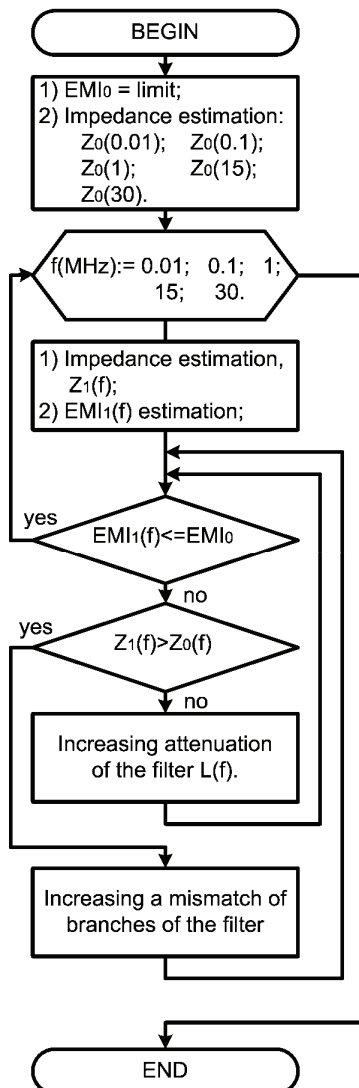 BEGIN
1) EMI₀ = limit;
2) Impedance estimation:
Z₀(0.01); Z₀(0.1);
Z₀(1); Z₀(15);
Z₀(30).
f(MHz):= 0.01; 0.1; 1;
15; 30.
1) Impedance estimation,
Z₁(f);
2) EMI₁(f) estimation;
yes
EMI₁(f)<=EMI₀
no
yes
Z₁(f)>Z₀(f)
no
Increasing attenuation
of the filter L(f).
Increasing a mismatch of
branches of the filter
END